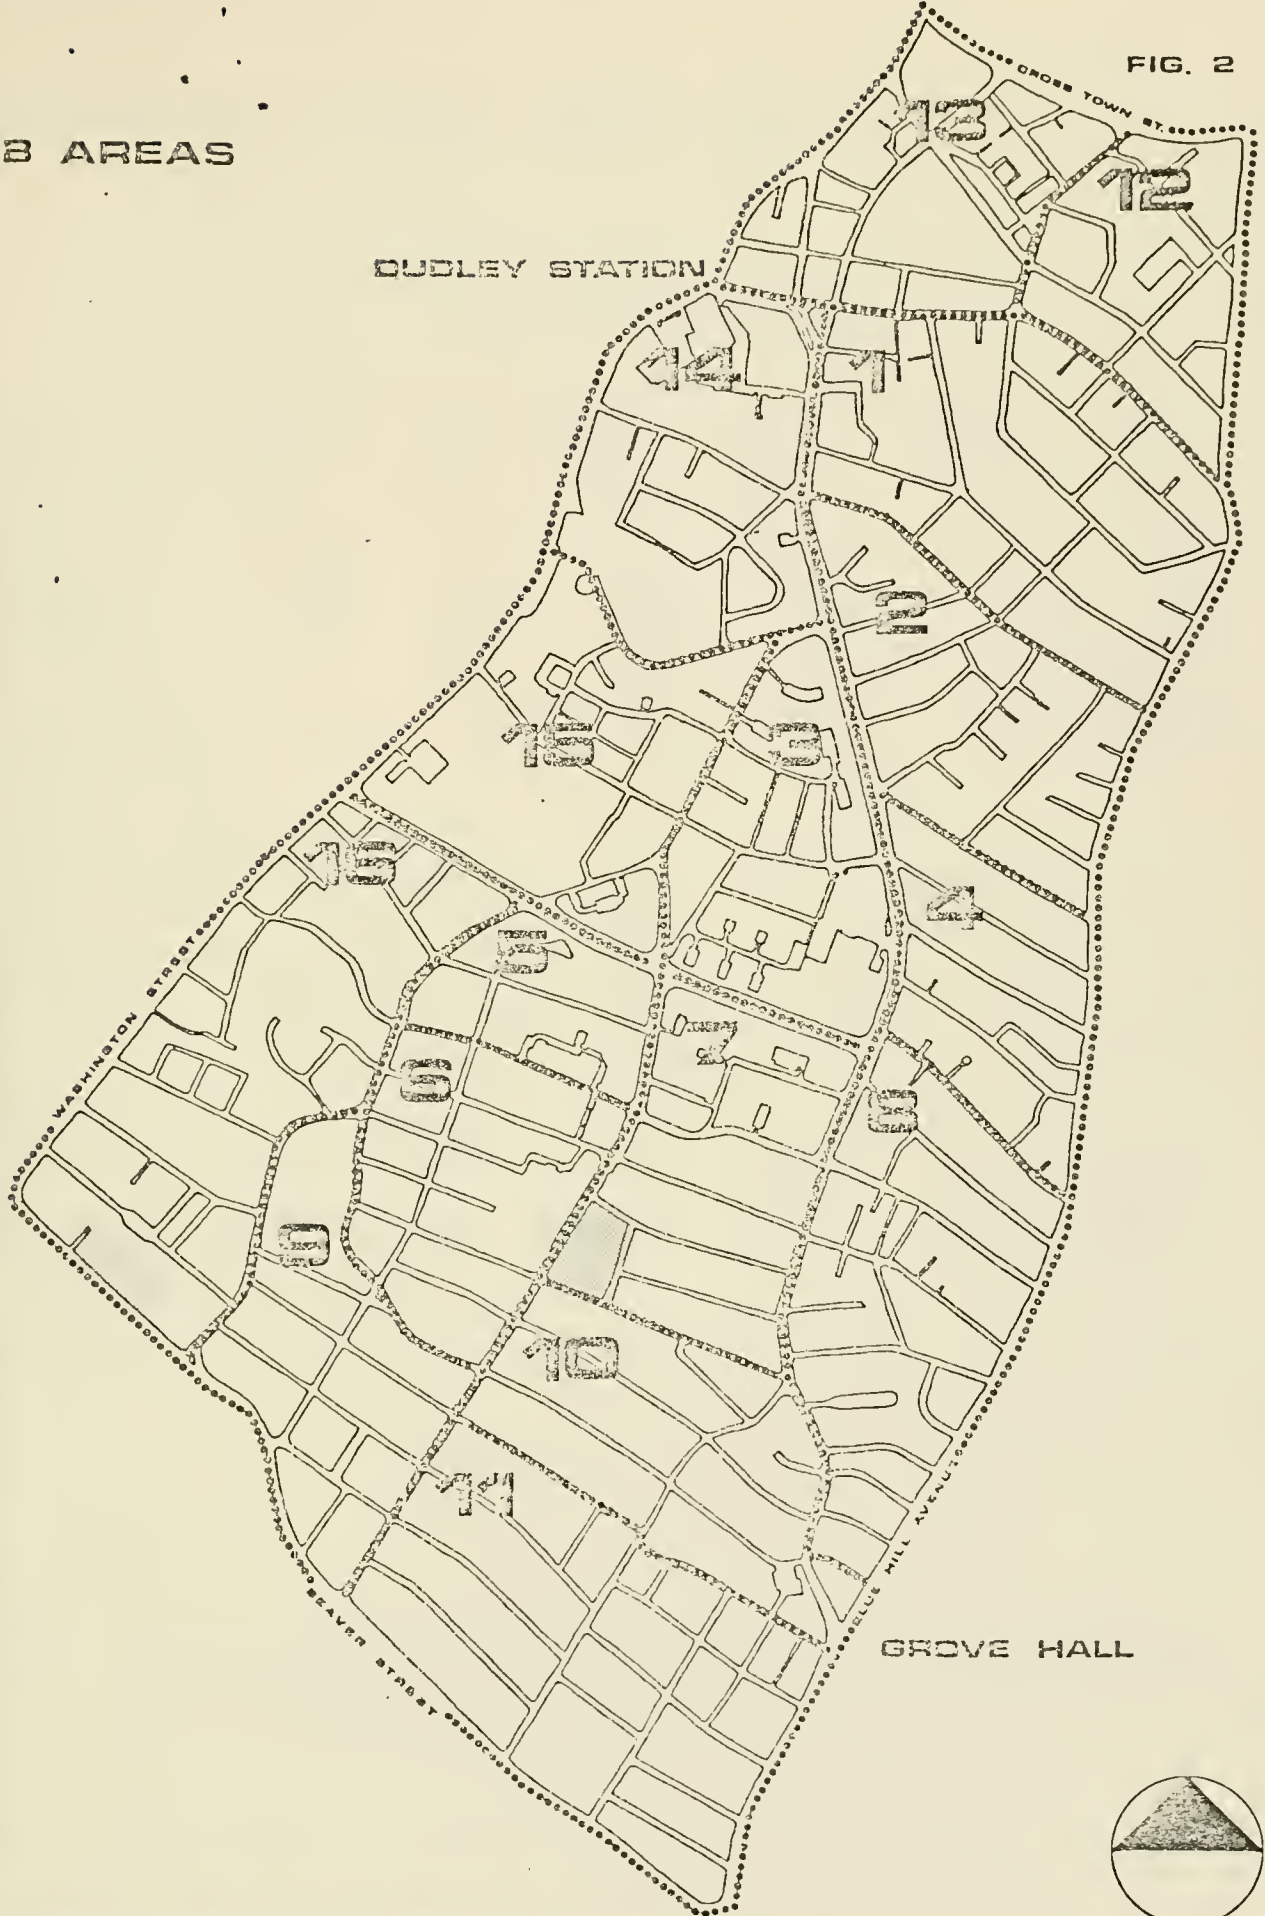 FIG. 2
CROSS TOWN ST.
B AREAS
13
12
DUDLEY STATION
14
1
2
15
3
16
4
5
WASHINGTON STREET
7
6
8
9
10
11
BLUE HILL AVENUE
BEAVER STREET
GROVE HALL